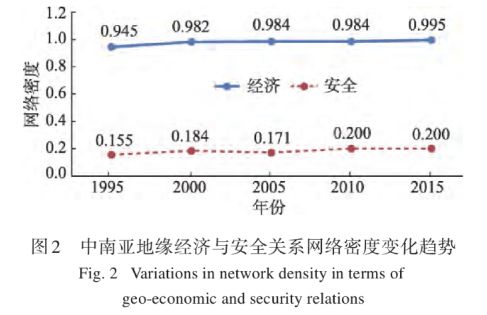 1.2
1.0
0.8
0.6
0.4
0.2
0.0
网络密度
0.945 0.982 0.984 0.984 0.995
经济 安全
0.155 0.184 0.171 0.200 0.200
1995 2000 2005 2010 2015
年份
图2 中南亚地缘经济与安全关系网络密度变化趋势
Fig. 2 Variations in network density in terms of
geo-economic and security relations